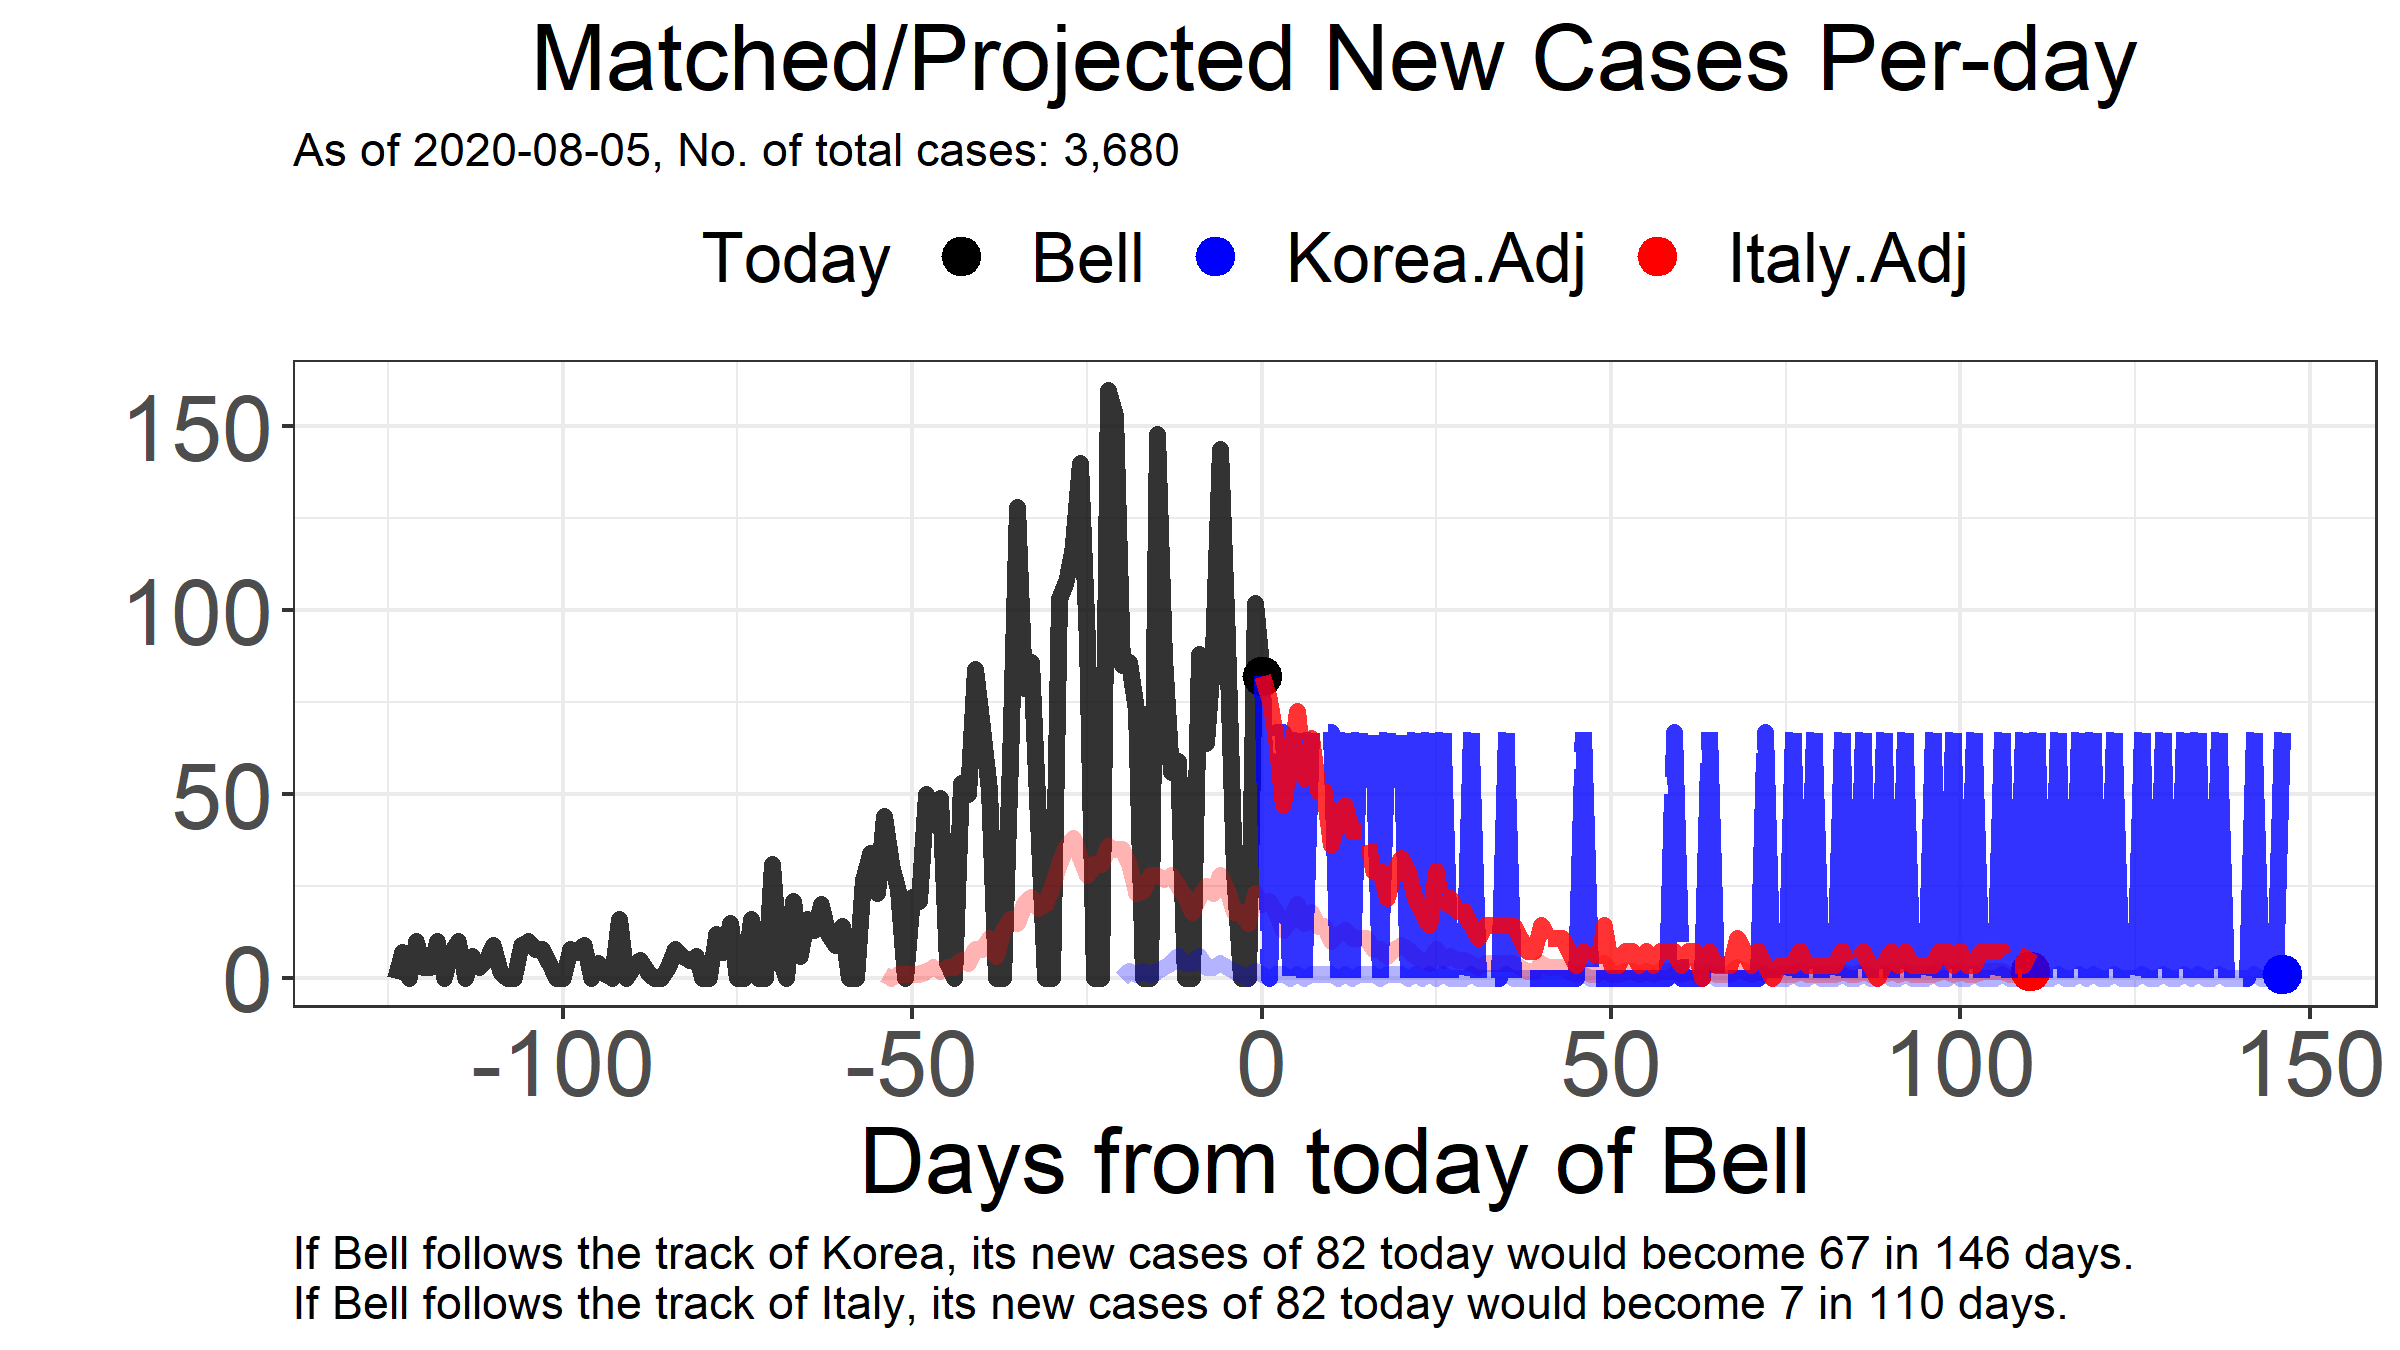 Matched/Projected New Cases Per-day
As of 2020-08-05, No. of total cases: 3,680
Today Bell Korea.Adj Italy.Adj
150
100
50
0
-100 -50 0 50 100 150
Days from today of Bell
If Bell follows the track of Korea, its new cases of 82 today would become 67 in 146 days.
If Bell follows the track of Italy, its new cases of 82 today would become 7 in 110 days.